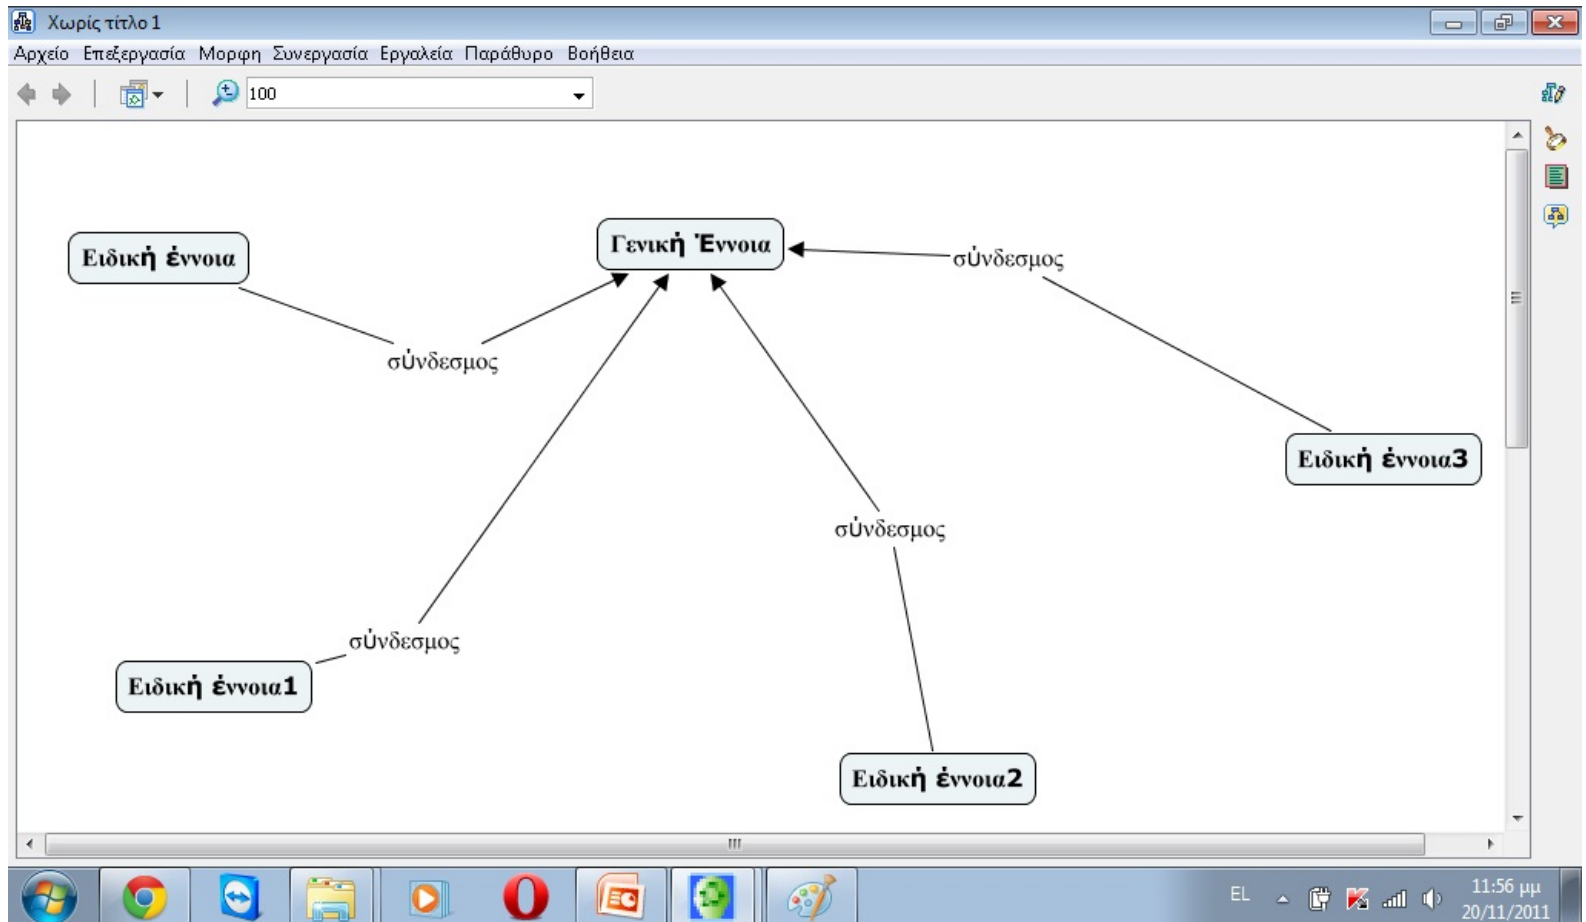 Χωρίς τίτλο 1
Αρχείο Επεξεργασία Μορφη Συνεργασία Εργαλεία Παράθυρο Βοήθεια
100
Ειδική έννοια
Γενική Έννοια
σύνδεσμος
σύνδεσμος
Ειδική έννοια3
σύνδεσμος
σύνδεσμος
Ειδική έννοια1
Ειδική έννοια2
EL
11:56 μμ
20/11/2011